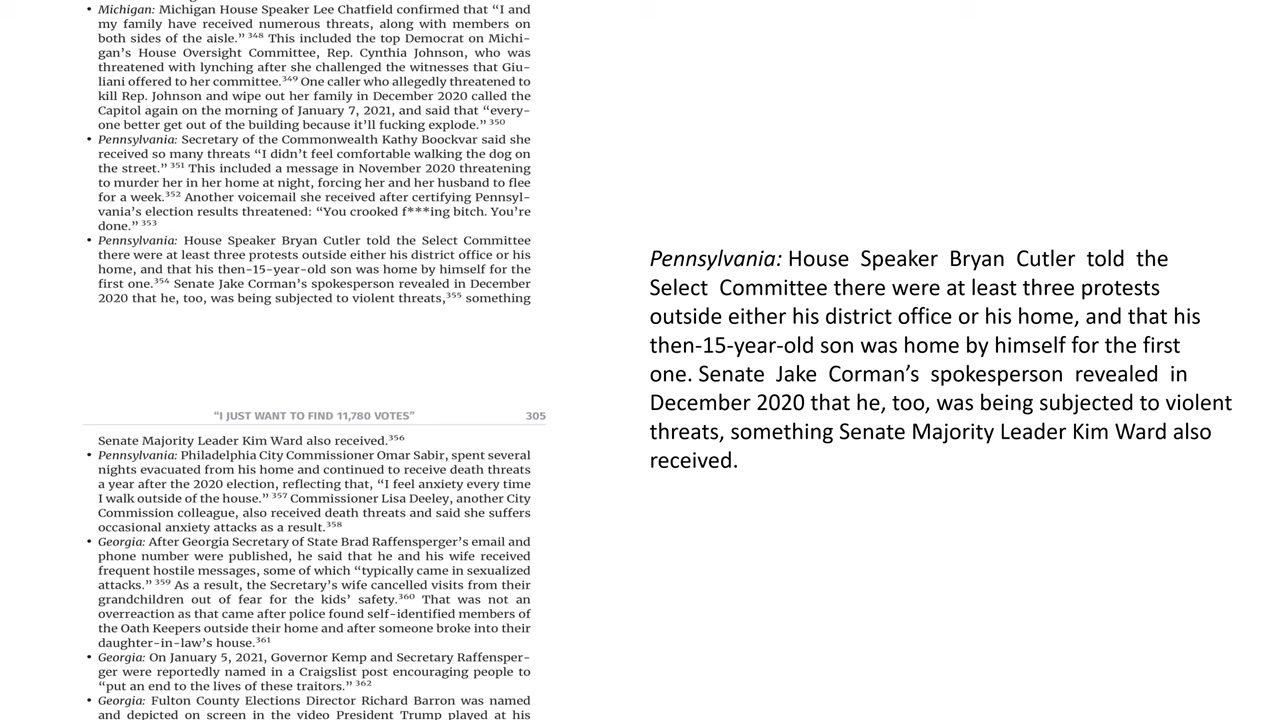 • Michigan: Michigan House Speaker Lee Chatfield confirmed that “I and
my family have received numerous threats, along with members on
both sides of the aisle.” 348 This included the top Democrat on Michi-
gan’s House Oversight Committee, Rep. Cynthia Johnson, who was
threatened with lynching after she challenged the witnesses that Giu-
liani offered to her committee.349 One caller who allegedly threatened to
kill Rep. Johnson and wipe out her family in December 2020 called the
Capitol again on the morning of January 7, 2021, and said that “every-
one better get out of the building because it’ll fucking explode.” 350
• Pennsylvania: Secretary of the Commonwealth Kathy Boockvar said she
received so many threats “I didn’t feel comfortable walking the dog on
the street.” 351 This included a message in November 2020 threatening
to murder her in her home at night, forcing her and her husband to flee
for a week.352 Another voicemail she received after certifying Pennsyl-
vania’s election results threatened: “You crooked f***ing bitch. You’re
done.” 353
• Pennsylvania: House Speaker Bryan Cutler told the Select Committee
there were at least three protests outside either his district office or his
home, and that his then-15-year-old son was home by himself for the
first one.354 Senate Jake Corman’s spokesperson revealed in December
2020 that he, too, was being subjected to violent threats,355 something
“I JUST WANT TO FIND 11,780 VOTES” 305
Senate Majority Leader Kim Ward also received.356
• Pennsylvania: Philadelphia City Commissioner Omar Sabir, spent several
nights evacuated from his home and continued to receive death threats
a year after the 2020 election, reflecting that, “I feel anxiety every time
I walk outside of the house.” 357 Commissioner Lisa Deeley, another City
Commission colleague, also received death threats and said she suffers
occasional anxiety attacks as a result.358
• Georgia: After Georgia Secretary of State Brad Raffensperger’s email and
phone number were published, he said that he and his wife received
frequent hostile messages, some of which “typically came in sexualized
attacks.” 359 As a result, the Secretary’s wife cancelled visits from their
grandchildren out of fear for the kids’ safety.360 That was not an
overreaction as that came after police found self-identified members of
the Oath Keepers outside their home and after someone broke into their
daughter-in-law’s house.361
• Georgia: On January 5, 2021, Governor Kemp and Secretary Raffensper-
ger were reportedly named in a Craigslist post encouraging people to
“put an end to the lives of these traitors.” 362
• Georgia: Fulton County Elections Director Richard Barron was named
and depicted on screen in the video President Trump played at his
Pennsylvania: House Speaker Bryan Cutler told the
Select Committee there were at least three protests
outside either his district office or his home, and that his
then-15-year-old son was home by himself for the first
one. Senate Jake Corman’s spokesperson revealed in
December 2020 that he, too, was being subjected to violent
threats, something Senate Majority Leader Kim Ward also
received.